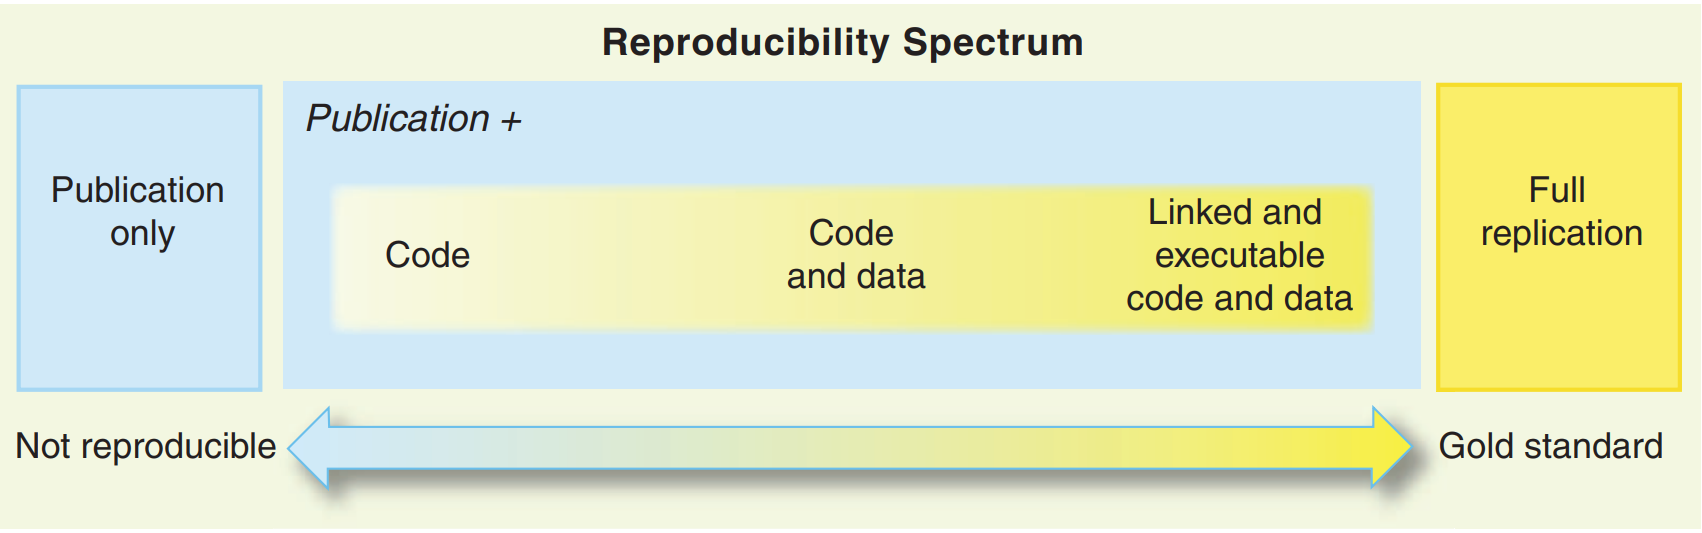 Reproducibility Spectrum
Publication
only
Publication +
Code
Code
and data
Linked and
executable
code and data
Full
replication
Not reproducible
Gold standard